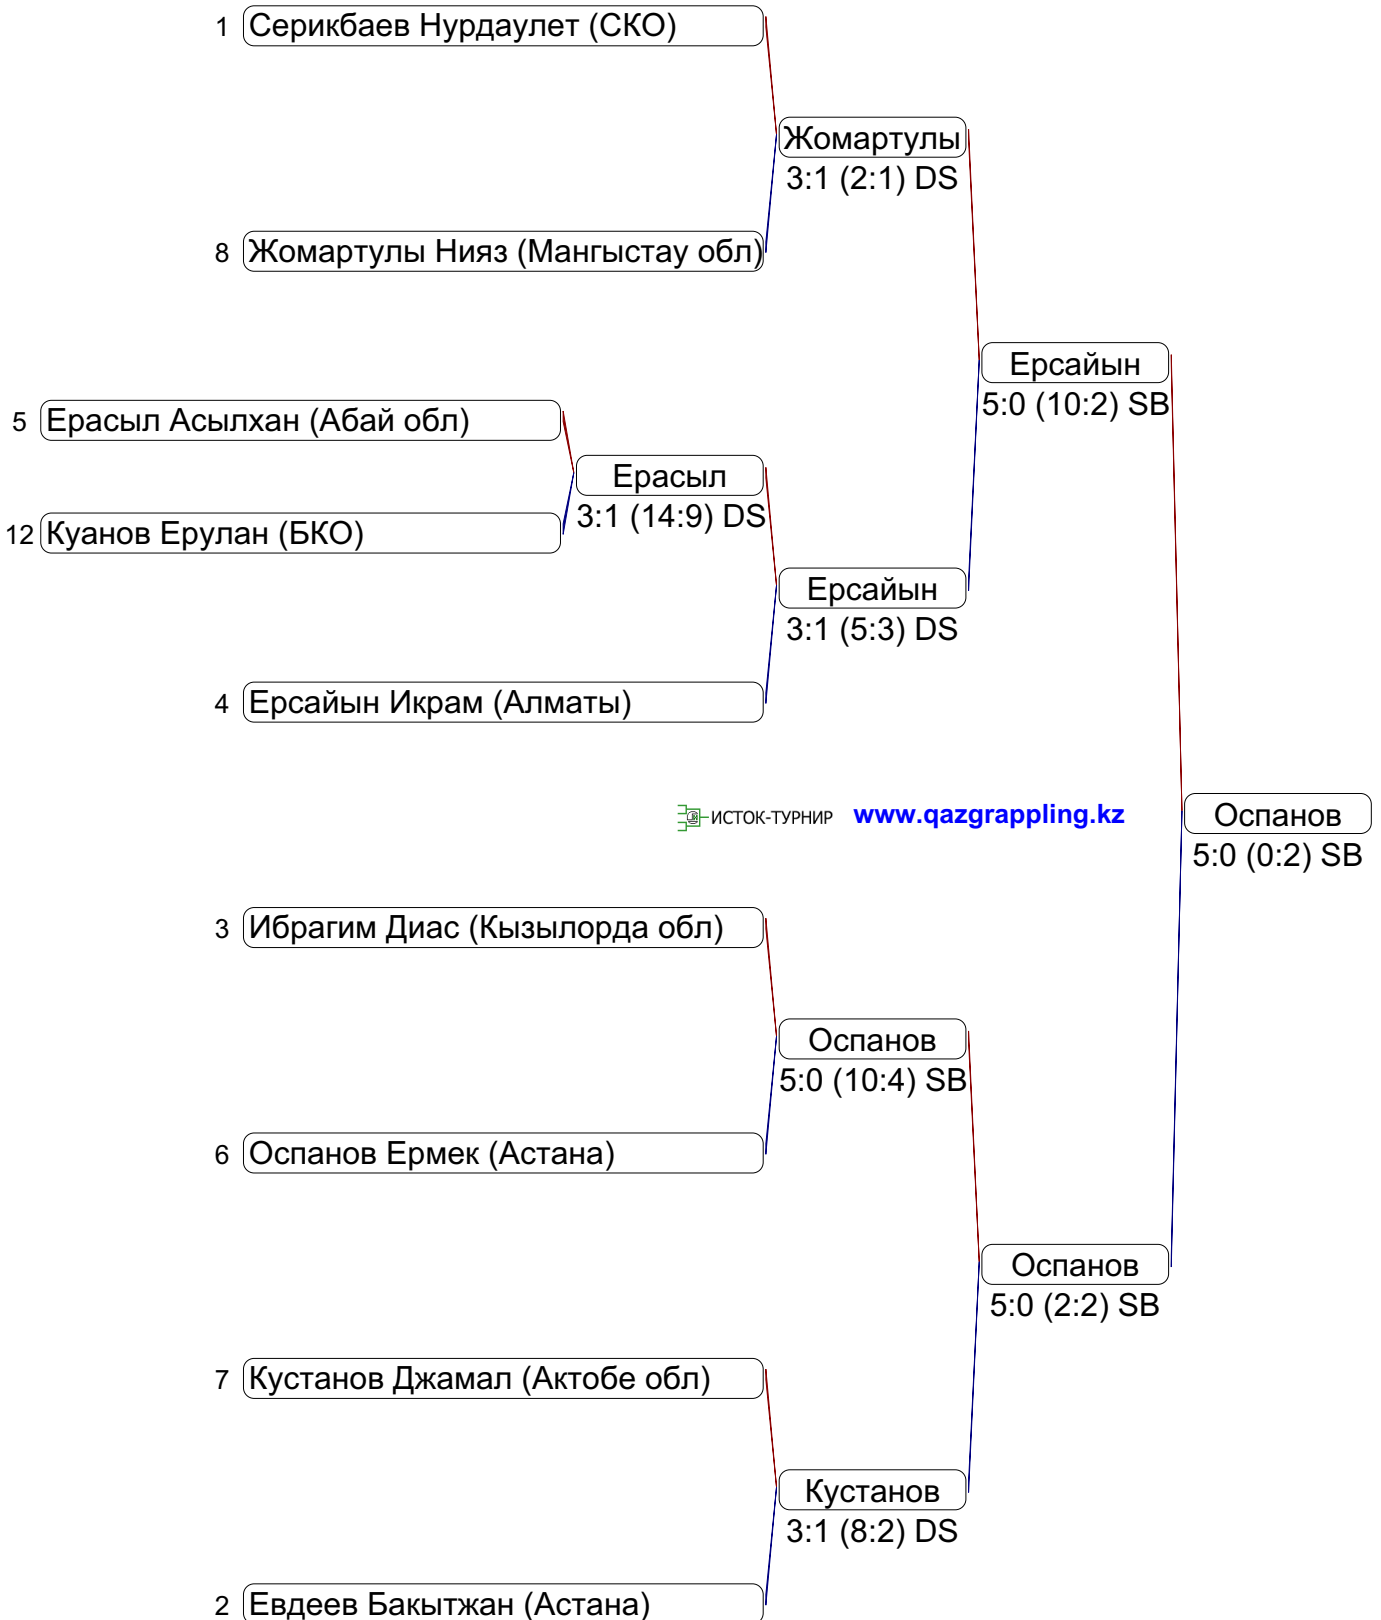 1 Серикбаев Нурдаулет (СКО)
Жомартулы
3:1 (2:1) DS
8 Жомартулы Нияз (Мангыстау обл)
Ерсайын
5:0 (10:2) SB
5 Ерасыл Асылхан (Абай обл)
Ерасыл
3:1 (14:9) DS
12 Куанов Ерулан (БКО)
Ерсайын
3:1 (5:3) DS
4 Ерсайын Икрам (Алматы)
ИСТОК-ТУРНИР www.qazgrappling.kz
Оспанов
5:0 (0:2) SB
3 Ибрагим Диас (Кызылорда обл)
Оспанов
5:0 (10:4) SB
6 Оспанов Ермек (Астана)
Оспанов
5:0 (2:2) SB
7 Кустанов Джамал (Актобе обл)
Кустанов
3:1 (8:2) DS
2 Евдеев Бакытжан (Астана)